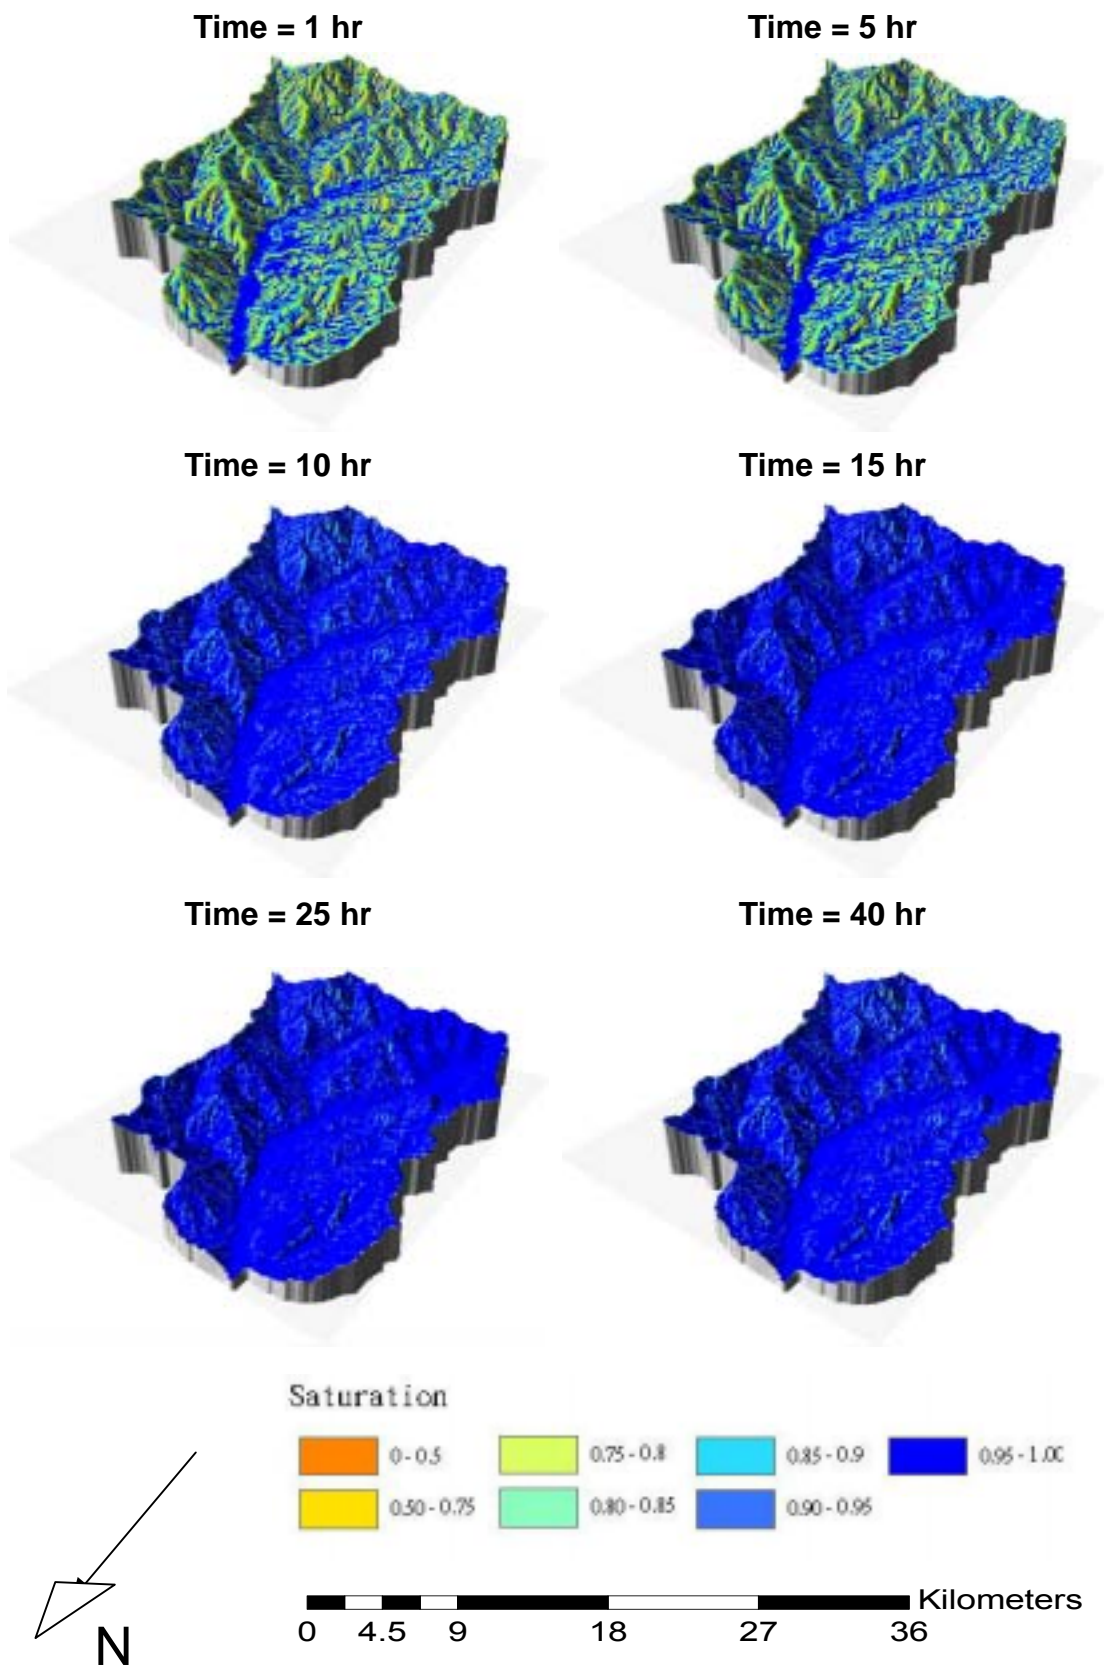 Time = 1 hr
Time = 5 hr
Time = 10 hr
Time = 15 hr
Time = 25 hr
Time = 40 hr
Saturation
0 - 0.5
0.75 - 0.8
0.85 - 0.9
0.95 - 1.00
0.50 - 0.75
0.80 - 0.85
0.90 - 0.95
N
Kilometers
0 4.5 9 18 27 36